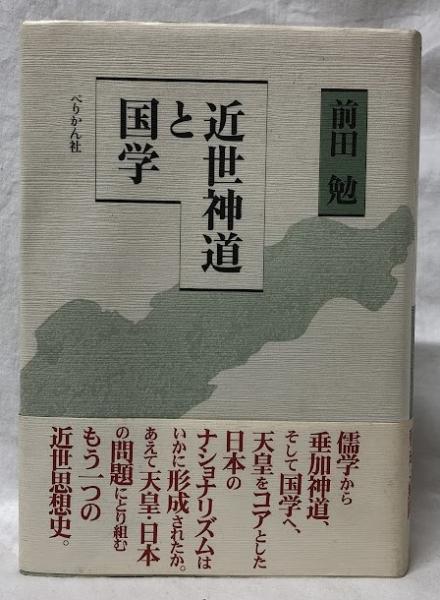 前田 勉
近世神道
と
国学
ぺりかん社
儒学から
垂加神道、
そして国学へ、
天皇をコアとした
日本の
ナショナリズムは
いかに形成されたか。
あえて天皇・日本
の問題にとり組む
もう一つの
近世思想史。